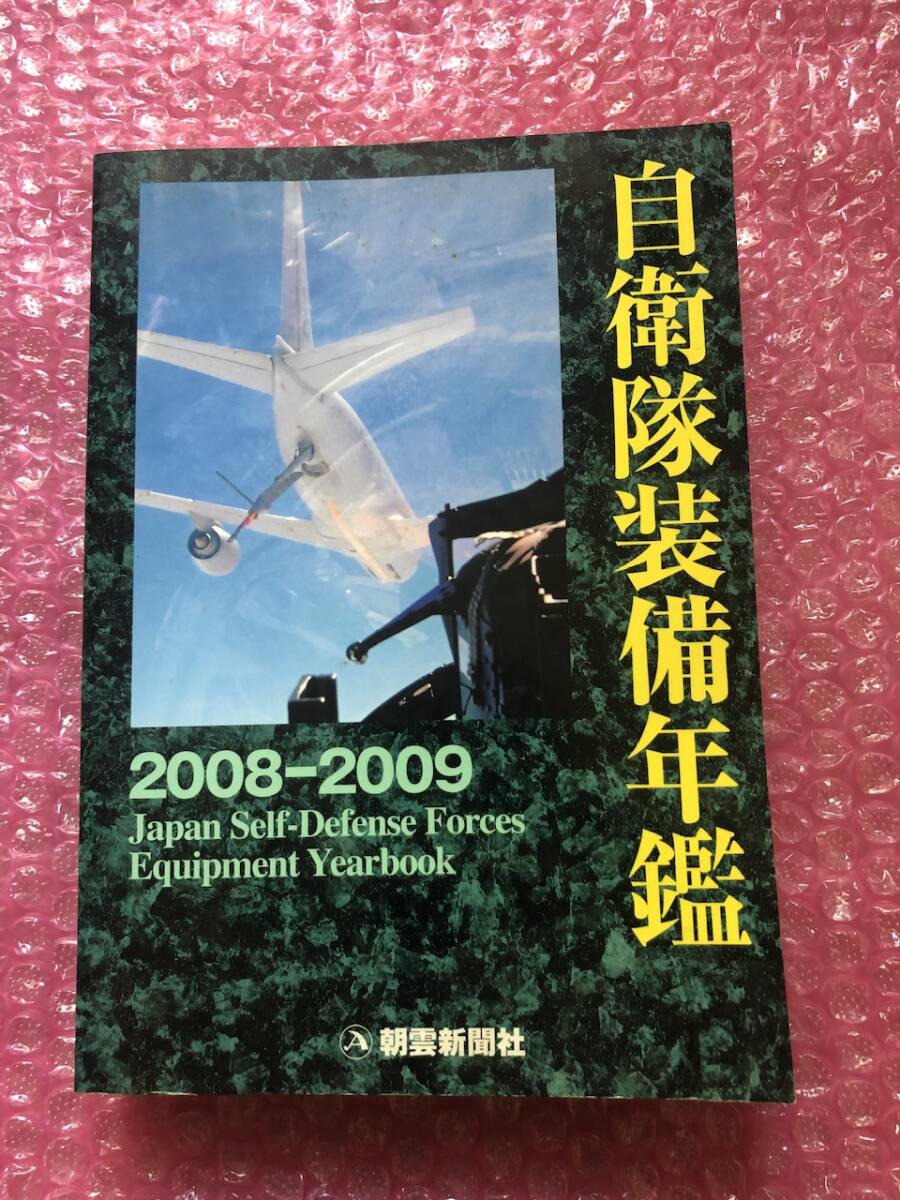 自衛隊装備年鑑
2008-2009
Japan Self-Defense Forces
Equipment Yearbook
朝雲新聞社